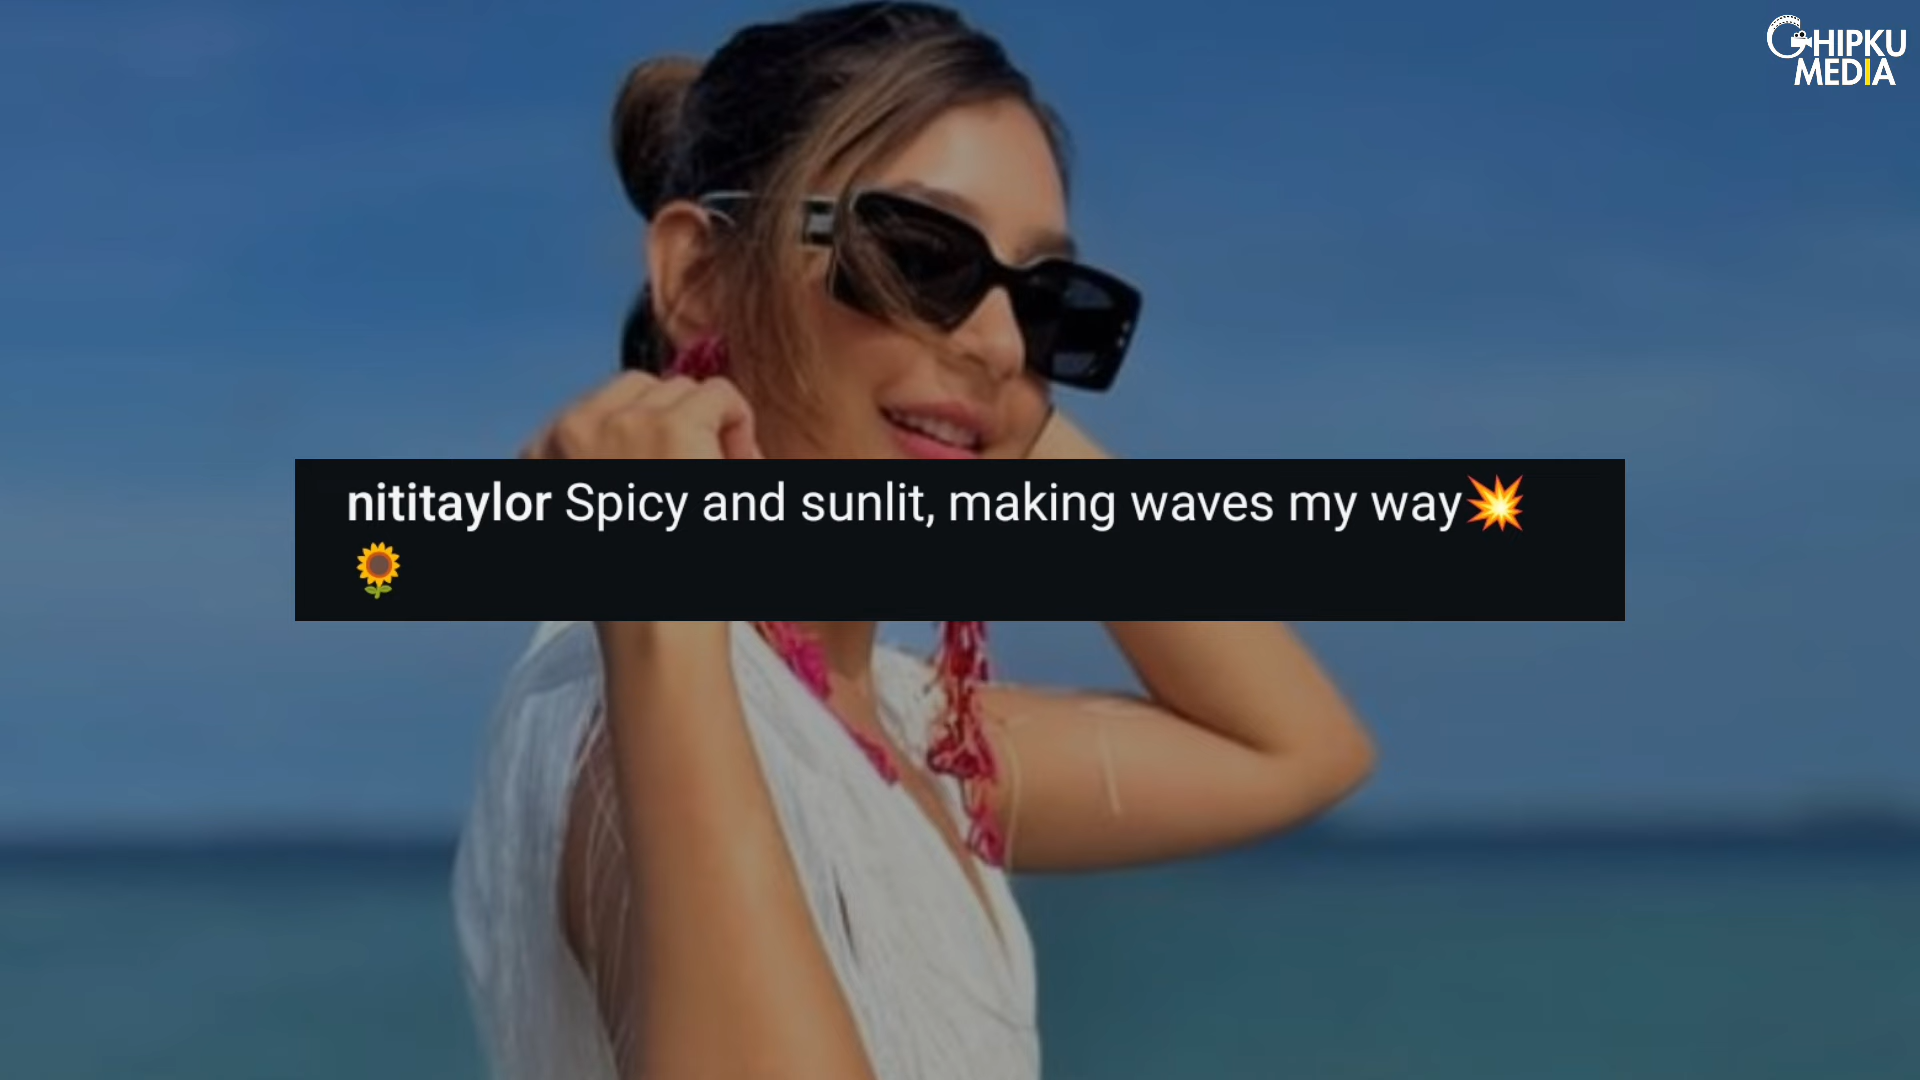 GHIPKU
MEDIA
nititaylor Spicy and sunlit, making waves my way💥
🌻